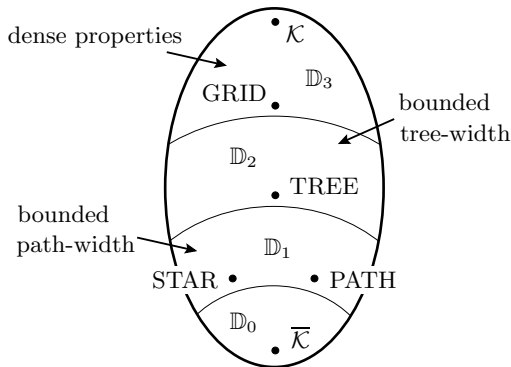 𝒦
dense properties
𝔻₃
GRID
bounded
tree-width
𝔻₂
TREE
bounded
path-width
𝔻₁
STAR
PATH
𝔻₀
𝒦̅